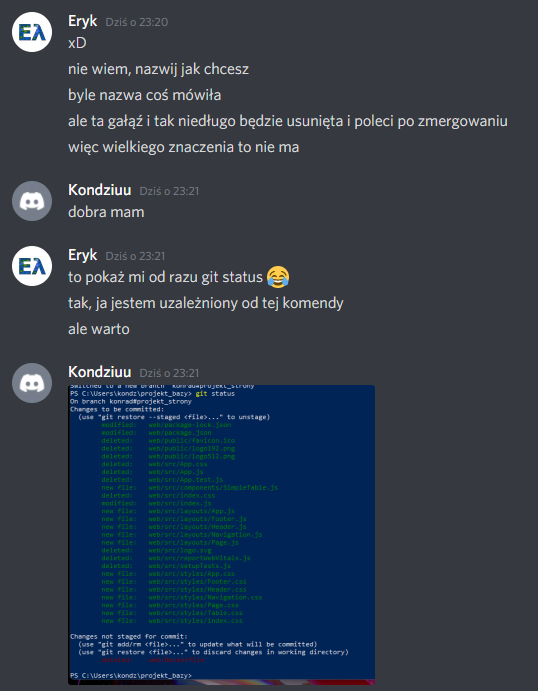 Eλ
Eryk Dziś o 23:20
xD
nie wiem, nazwij jak chcesz
byle nazwa coś mówiła
ale ta gałąź i tak niedługo będzie usunięta i poleci po zmergowaniu
więc wielkiego znaczenia to nie ma
Kondziuu Dziś o 23:21
dobra mam
Eλ
Eryk Dziś o 23:21
to pokaż mi od razu git status 😂
tak, ja jestem uzależniony od tej komendy
ale warto
Kondziuu Dziś o 23:21
Switched to a new branch 'konrad#projekt_strony'
PS C:\Users\kondz\projekt_bazy> git status
On branch konrad#projekt_strony
Changes to be committed:
(use "git restore --staged <file>..." to unstage)
modified: web/package-lock.json
modified: web/package.json
deleted: web/public/favicon.ico
deleted: web/public/logo192.png
deleted: web/public/logo512.png
deleted: web/src/App.css
deleted: web/src/App.js
deleted: web/src/App.test.js
new file: web/src/components/SimpleTable.js
deleted: web/src/index.css
modified: web/src/index.js
new file: web/src/layouts/App.js
new file: web/src/layouts/Footer.js
new file: web/src/layouts/Header.js
new file: web/src/layouts/Navigation.js
new file: web/src/layouts/Page.js
deleted: web/src/logo.svg
deleted: web/src/reportWebVitals.js
deleted: web/src/setupTests.js
new file: web/src/styles/App.css
new file: web/src/styles/Footer.css
new file: web/src/styles/Header.css
new file: web/src/styles/Navigation.css
new file: web/src/styles/Page.css
new file: web/src/styles/Table.css
new file: web/src/styles/index.css
Changes not staged for commit:
(use "git add/rm <file>..." to update what will be committed)
(use "git restore <file>..." to discard changes in working directory)
PS C:\Users\kondz\projekt_bazy>